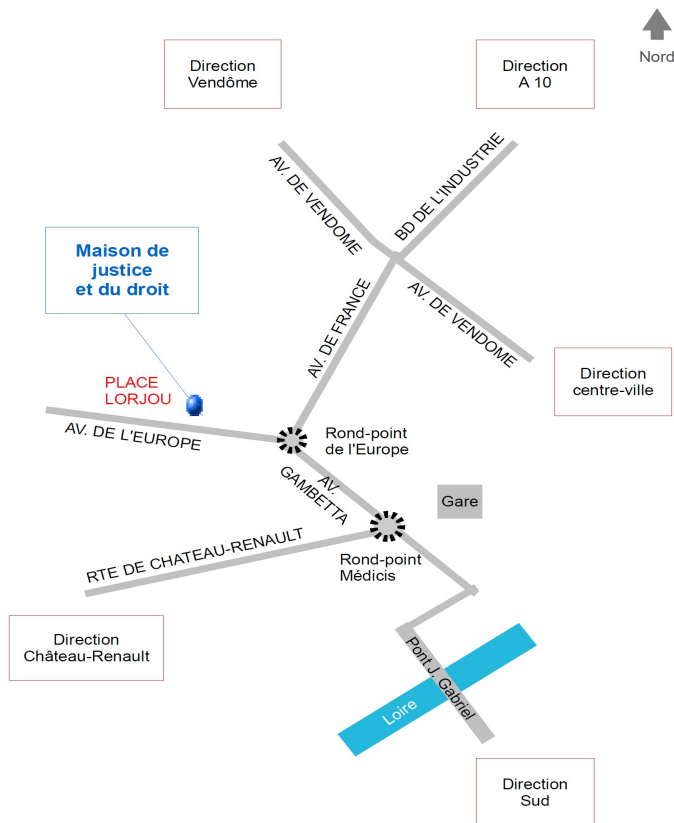 Nord
Direction
Vendôme
Direction
A 10
AV. DE VENDOME
BD DE L'INDUSTRIE
Maison de
justice
et du droit
AV. DE FRANCE
AV. DE VENDOME
Direction
centre-ville
PLACE
LORJOU
AV. DE L'EUROPE
Rond-point
de l'Europe
AV.
GAMBETTA
Gare
RTE DE CHATEAU-RENAULT
Rond-point
Médicis
Direction
Château-Renault
Pont J. Gabriel
Loire
Direction
Sud